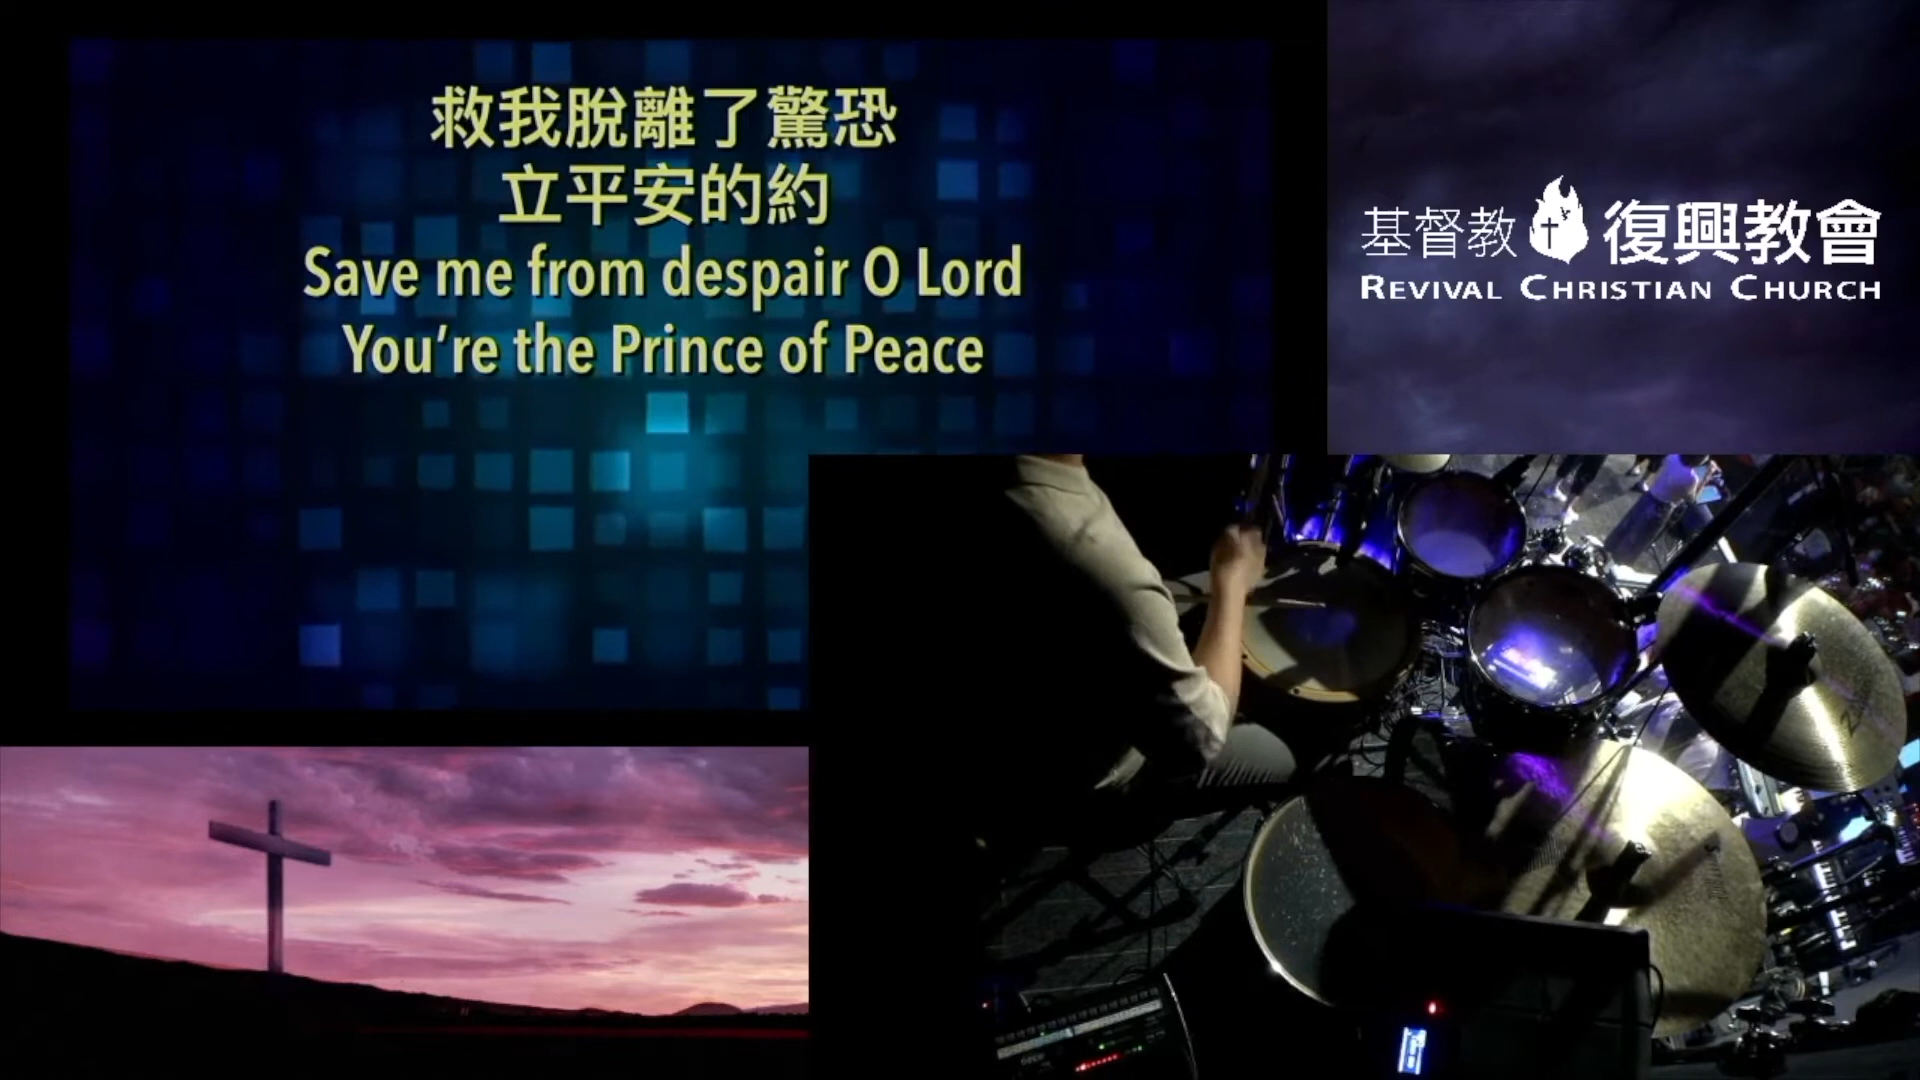 救我脫離了驚恐
立平安的約
Save me from despair O Lord
You're the Prince of Peace
基督教 復興教會
REVIVAL CHRISTIAN CHURCH